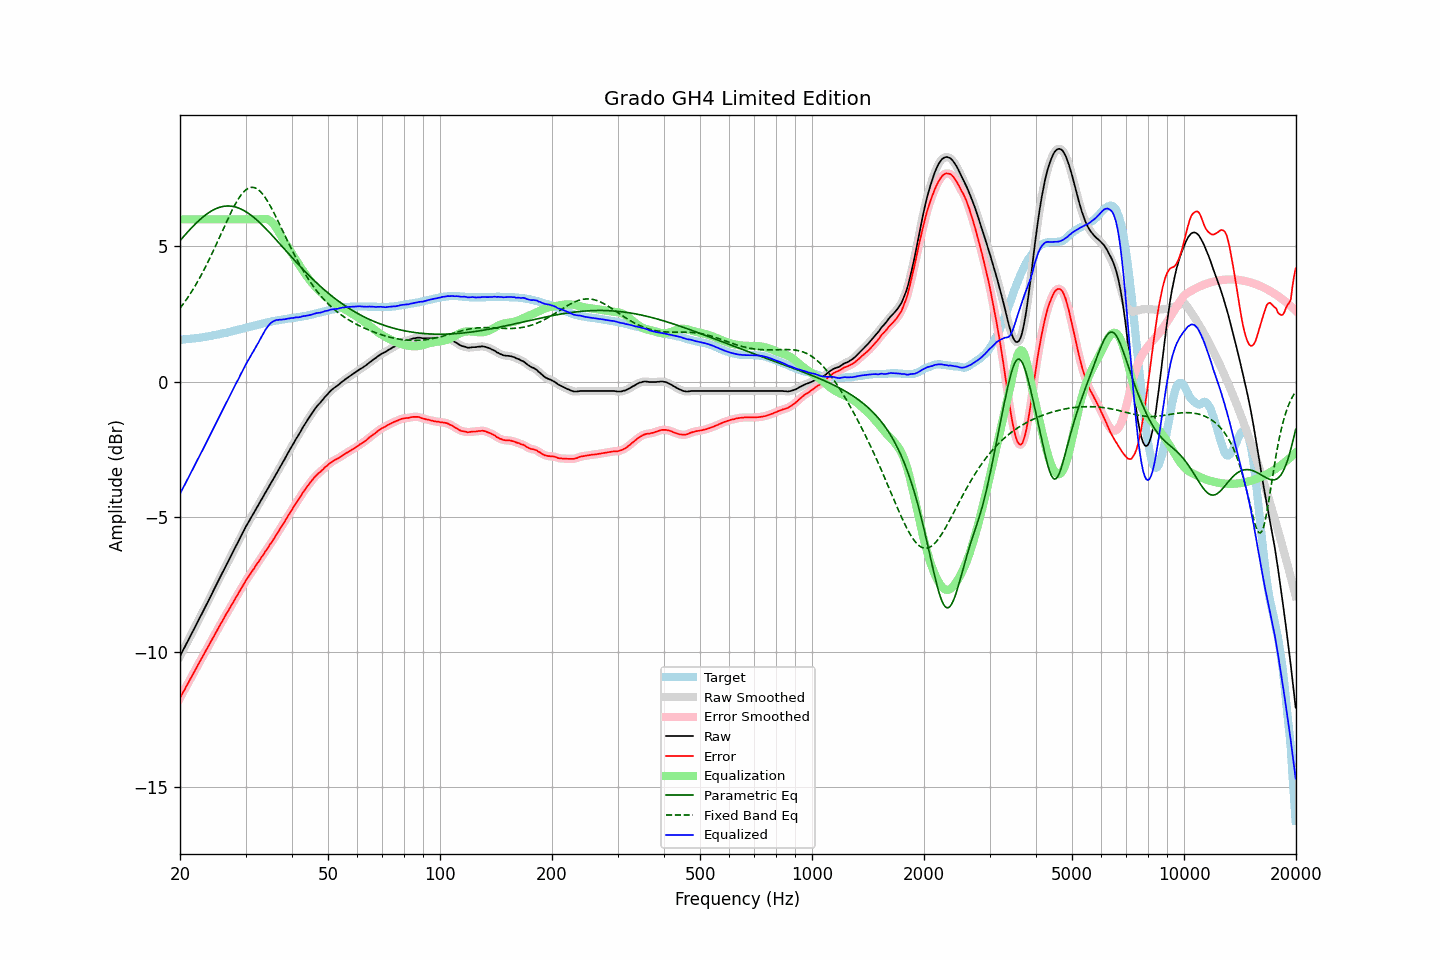 Grado GH4 Limited Edition
Amplitude (dBr)
5
0
−5
−10
−15
Target
Raw Smoothed
Error Smoothed
Raw
Error
Equalization
Parametric Eq
Fixed Band Eq
Equalized
20 50 100 200 500 1000 2000 5000 10000 20000
Frequency (Hz)